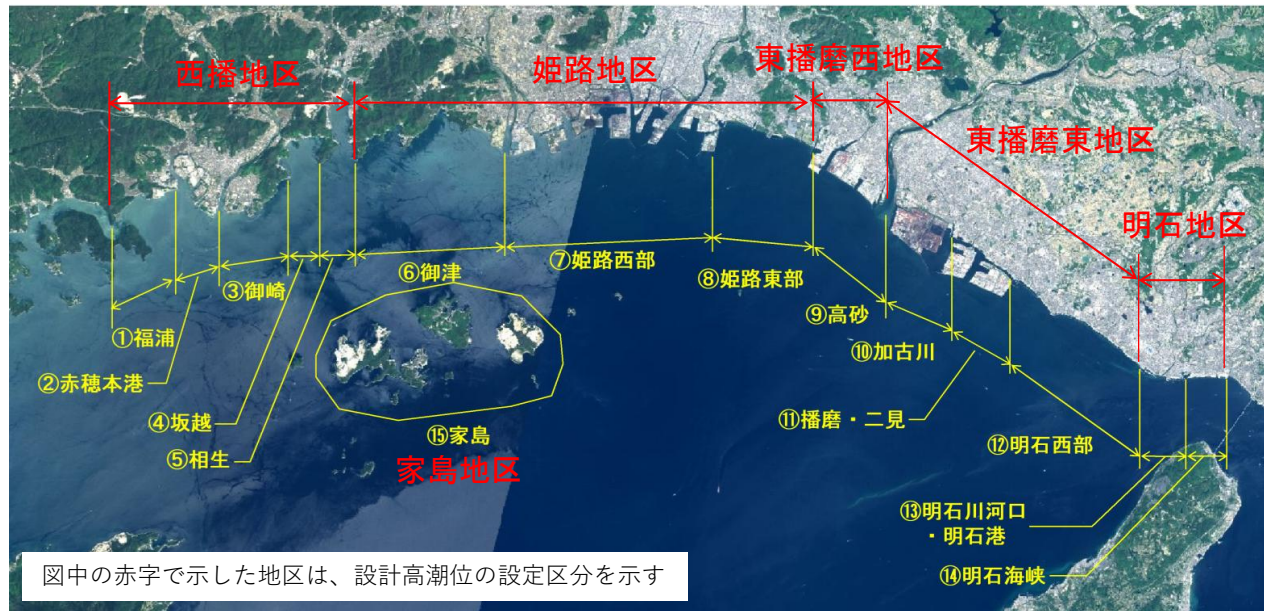 西播地区
姫路地区
東播磨西地区
東播磨東地区
明石地区
①福浦
②赤穂本港
③御崎
④坂越
⑤相生
⑥御津
⑦姫路西部
⑧姫路東部
⑨高砂
⑩加古川
⑪播磨・二見
⑫明石西部
⑬明石川河口
・明石港
⑭明石海峡
⑮家島
家島地区
図中の赤字で示した地区は、設計高潮位の設定区分を示す